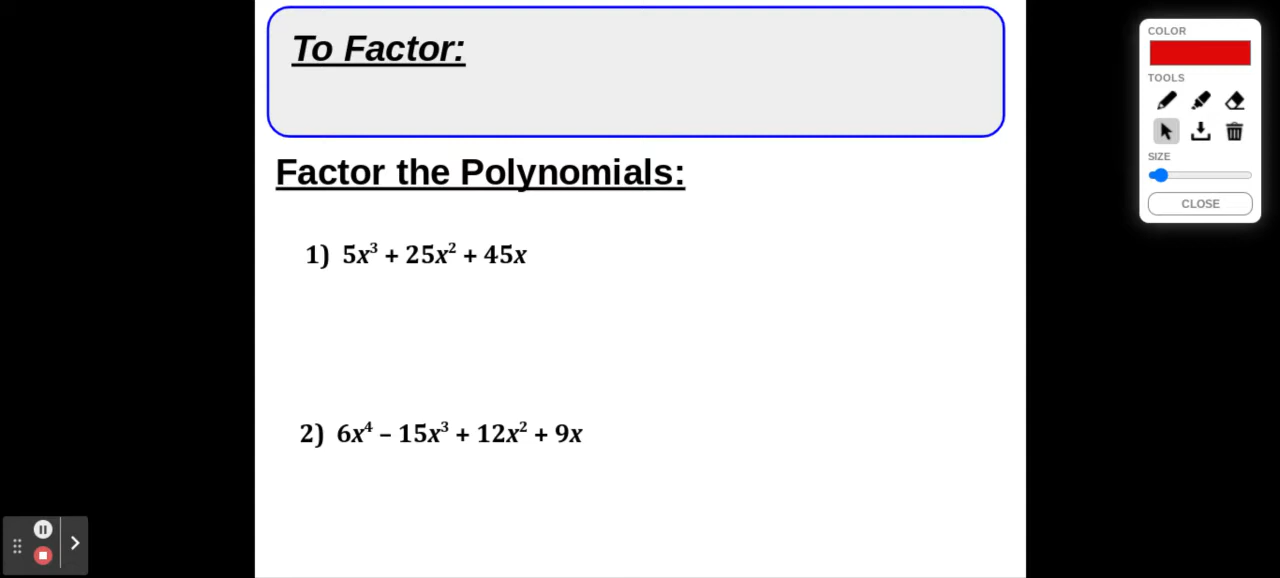 To Factor:
COLOR
TOOLS
SIZE
CLOSE
Factor the Polynomials:
1) 5x³ + 25x² + 45x
2) 6x⁴ – 15x³ + 12x² + 9x